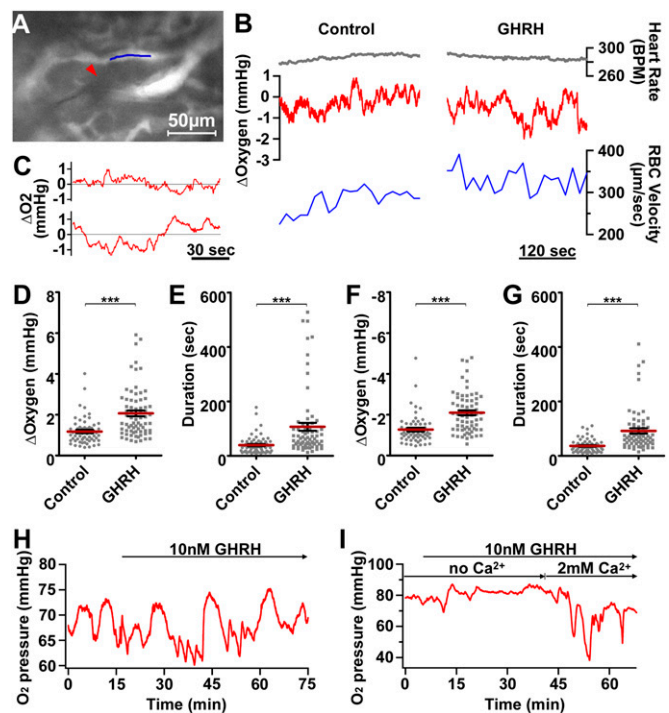 A
50μm
B
Control
GHRH
300
260
Heart Rate
(BPM)
1
0
-1
-2
-3
ΔOxygen (mmHg)
400
300
200
RBC Velocity
(μm/sec)
120 sec
C
1
0
-1
1
0
-1
ΔO2
(mmHg)
30 sec
D
***
8
6
4
2
0
ΔOxygen (mmHg)
Control
GHRH
E
***
600
400
200
0
Duration (sec)
Control
GHRH
F
***
-8
-6
-4
-2
0
ΔOxygen (mmHg)
Control
GHRH
G
***
600
400
200
0
Duration (sec)
Control
GHRH
H
10nM GHRH
80
75
70
65
60
O₂ pressure (mmHg)
0 15 30 45 60 75
Time (min)
I
10nM GHRH
no Ca²⁺ 2mM Ca²⁺
100
80
60
40
O₂ pressure (mmHg)
0 15 30 45 60
Time (min)